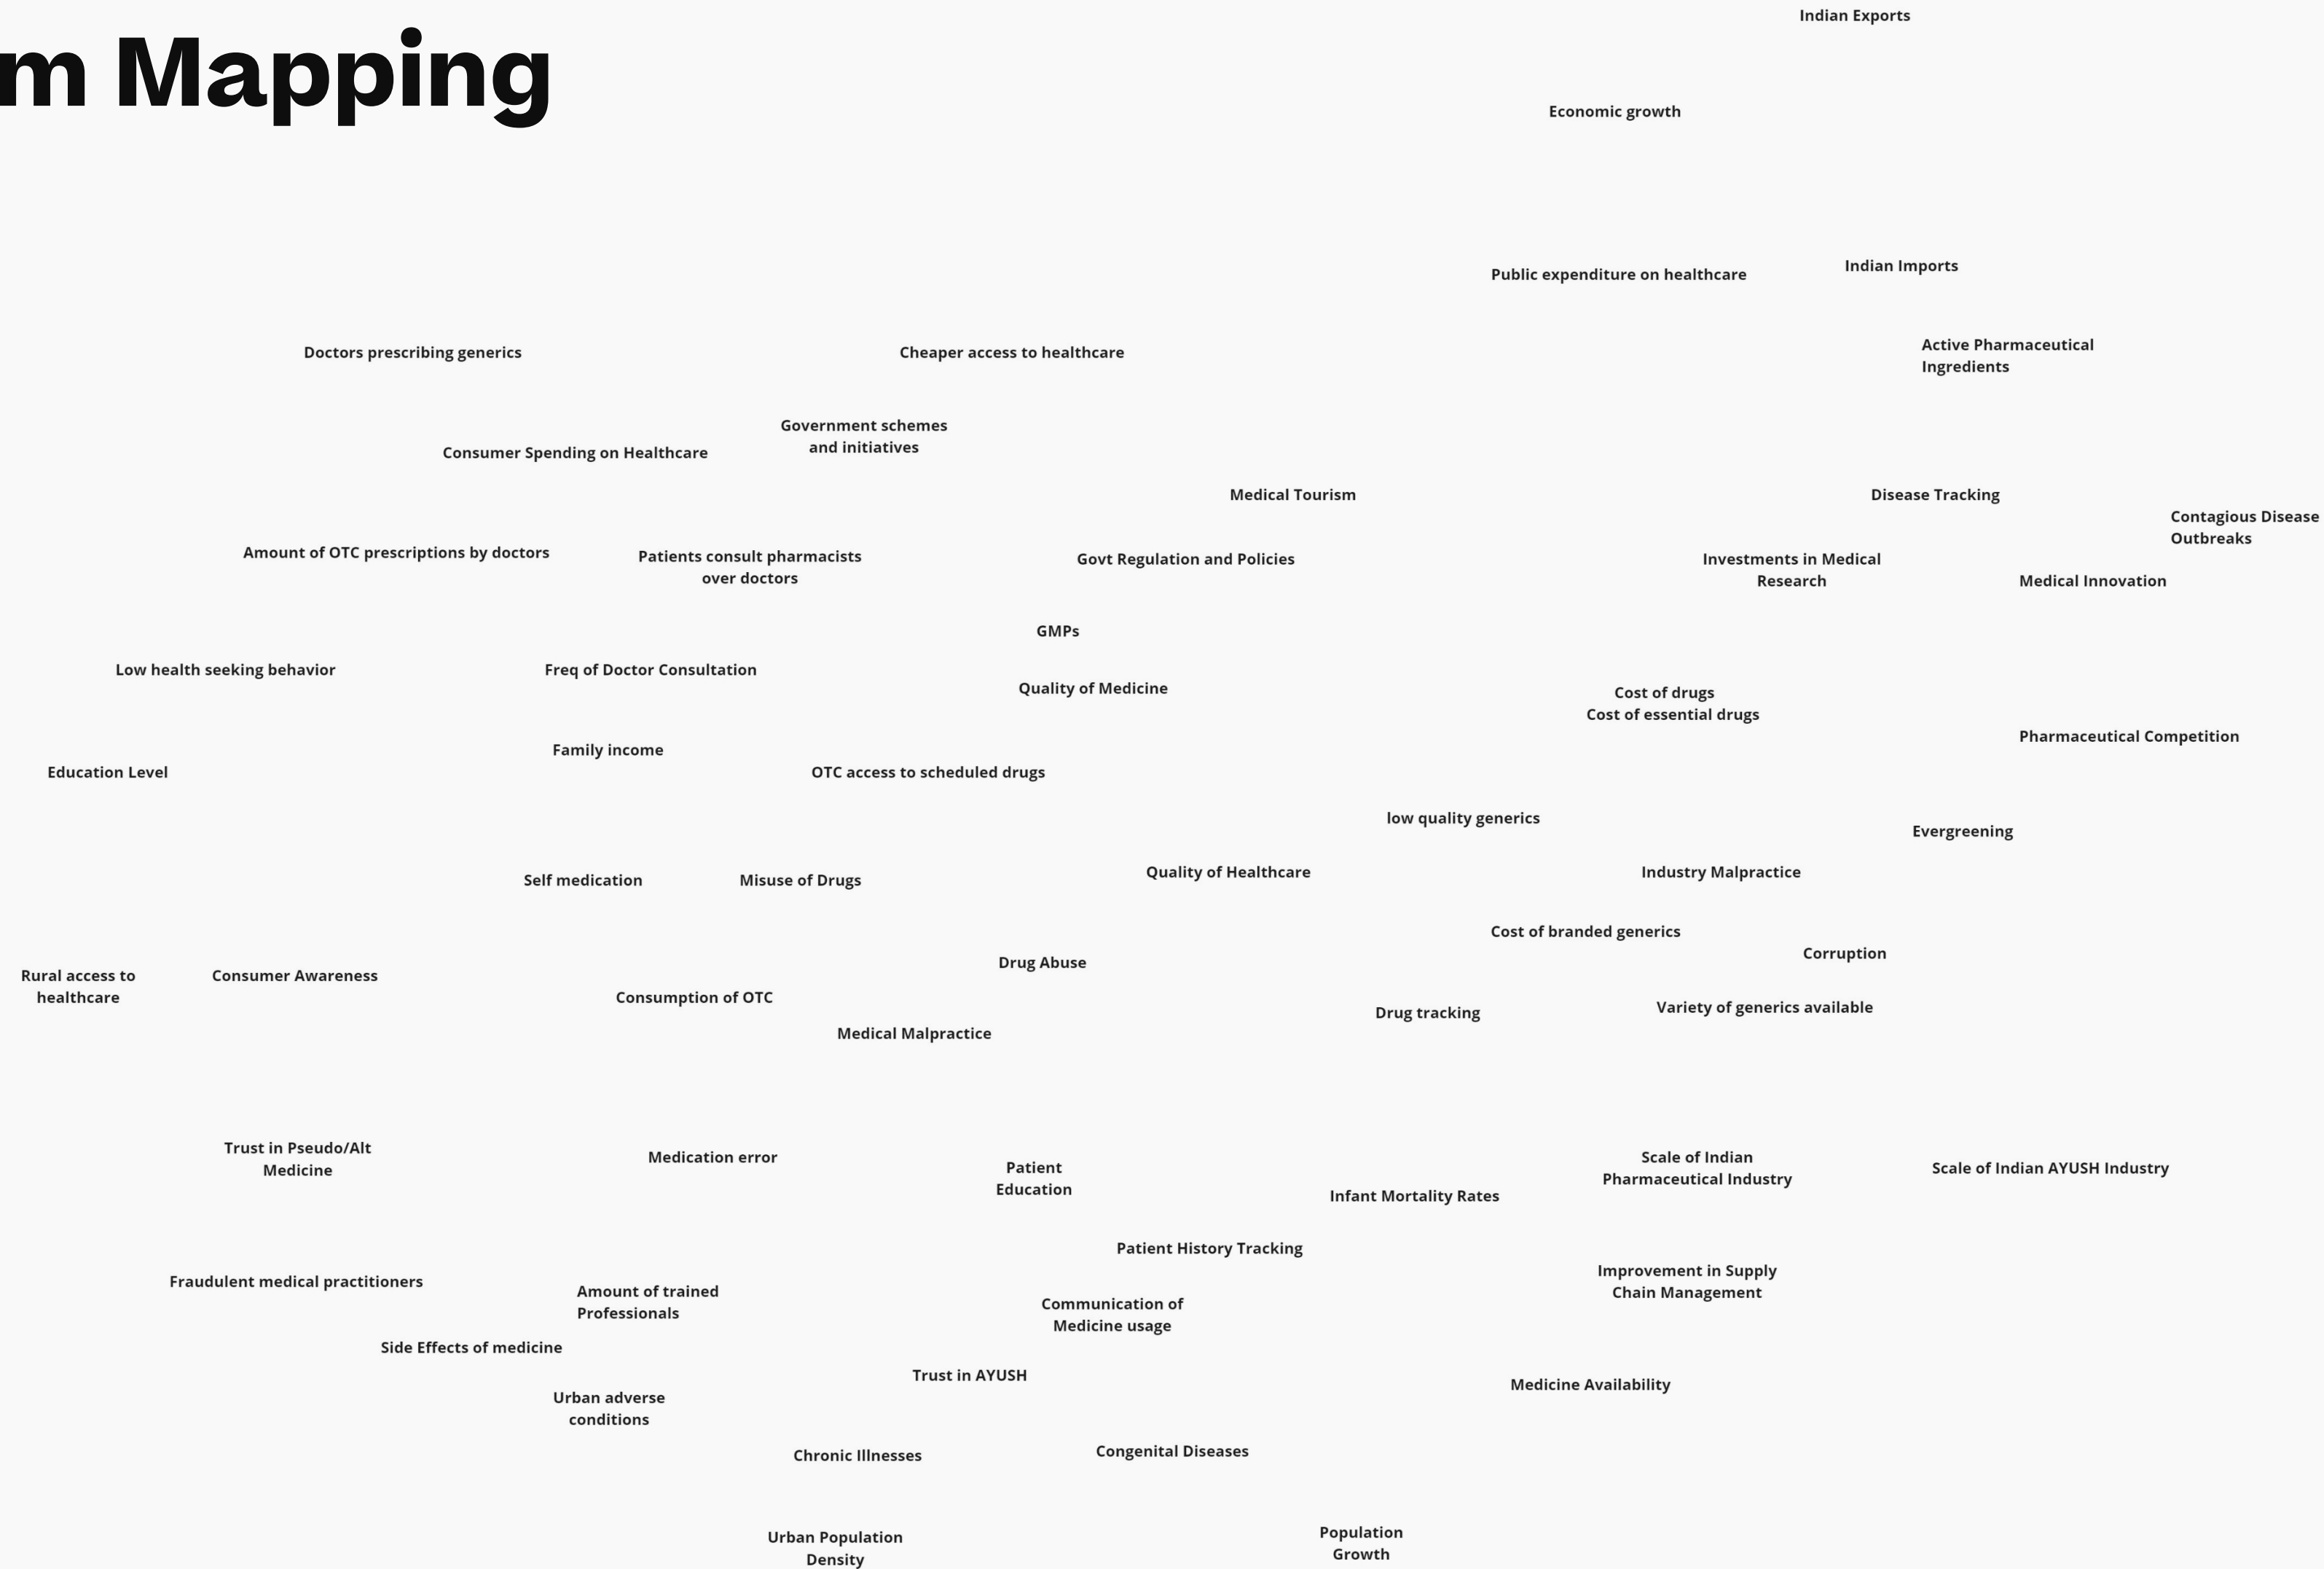 Indian Exports
m Mapping
Economic growth
Public expenditure on healthcare
Indian Imports
Doctors prescribing generics
Cheaper access to healthcare
Active Pharmaceutical
Ingredients
Government schemes
and initiatives
Consumer Spending on Healthcare
Medical Tourism
Disease Tracking
Contagious Disease
Outbreaks
Amount of OTC prescriptions by doctors
Patients consult pharmacists
over doctors
Govt Regulation and Policies
Investments in Medical
Research
Medical Innovation
GMPs
Low health seeking behavior
Freq of Doctor Consultation
Quality of Medicine
Cost of drugs
Cost of essential drugs
Pharmaceutical Competition
Family income
Education Level
OTC access to scheduled drugs
low quality generics
Evergreening
Self medication
Misuse of Drugs
Quality of Healthcare
Industry Malpractice
Cost of branded generics
Corruption
Drug Abuse
Rural access to
healthcare
Consumer Awareness
Consumption of OTC
Drug tracking
Variety of generics available
Medical Malpractice
Trust in Pseudo/Alt
Medicine
Medication error
Patient
Education
Scale of Indian
Pharmaceutical Industry
Scale of Indian AYUSH Industry
Infant Mortality Rates
Patient History Tracking
Fraudulent medical practitioners
Amount of trained
Professionals
Improvement in Supply
Chain Management
Communication of
Medicine usage
Side Effects of medicine
Trust in AYUSH
Medicine Availability
Urban adverse
conditions
Chronic Illnesses
Congenital Diseases
Urban Population
Density
Population
Growth